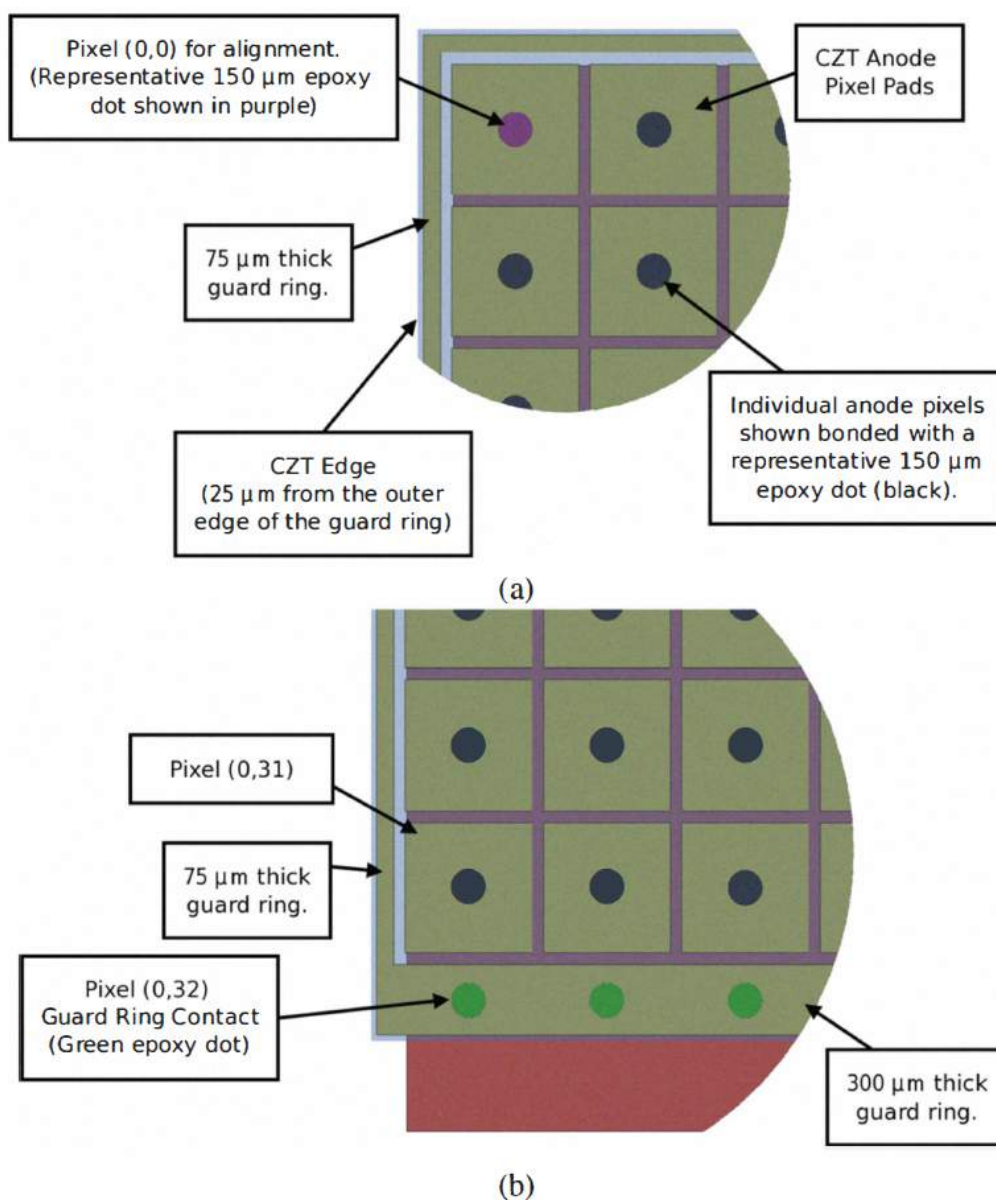 Pixel (0,0) for alignment.
(Representative 150 µm epoxy
dot shown in purple)
CZT Anode
Pixel Pads
75 µm thick
guard ring.
CZT Edge
(25 µm from the outer
edge of the guard ring)
Individual anode pixels
shown bonded with a
representative 150 µm
epoxy dot (black).
(a)
Pixel (0,31)
75 µm thick
guard ring.
Pixel (0,32)
Guard Ring Contact
(Green epoxy dot)
300 µm thick
guard ring.
(b)